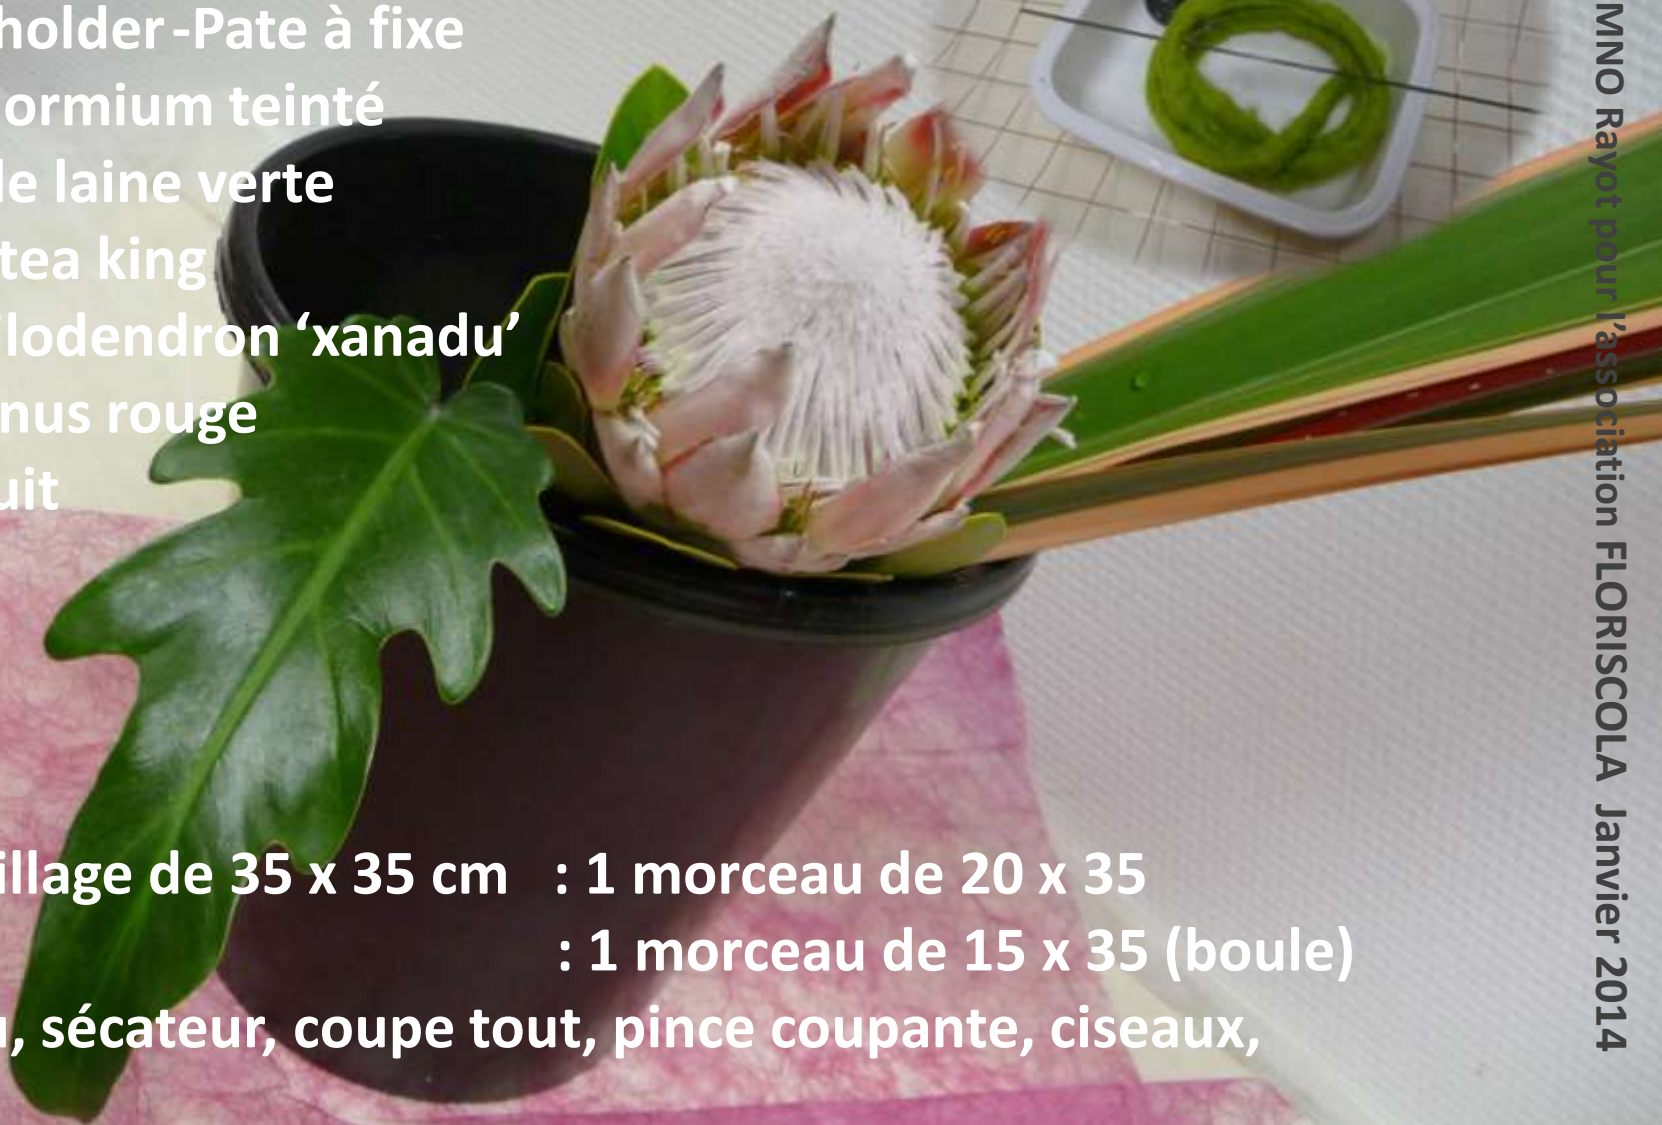 holder-Pate à fixe
ormium teinté
le laine verte
tea king
lodendron ‘xanadu’
nus rouge
uit
illage de 35 x 35 cm : 1 morceau de 20 x 35
: 1 morceau de 15 x 35 (boule)
, sécateur, coupe tout, pince coupante, ciseaux,
MNO Rayot pour l’association FLORISCOLA Janvier 2014